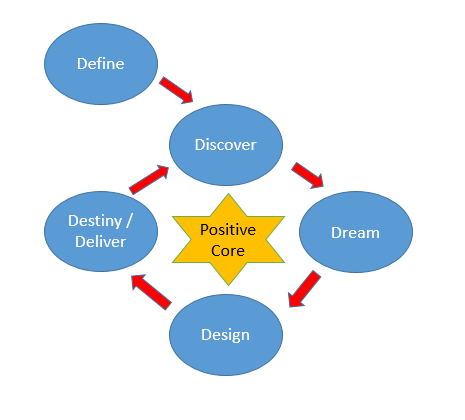 Define
Discover
Destiny /
Deliver
Positive
Core
Dream
Design